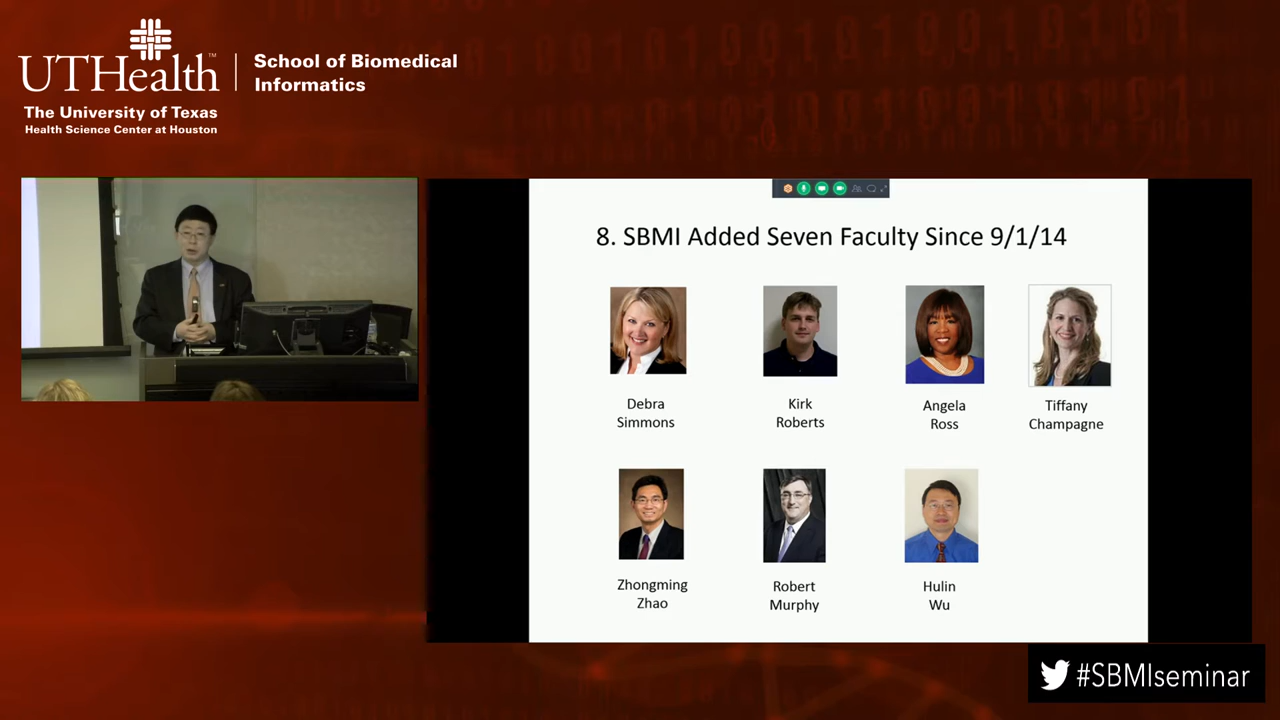 UTHealth™
School of Biomedical
Informatics
The University of Texas
Health Science Center at Houston
8. SBMI Added Seven Faculty Since 9/1/14
Debra
Simmons
Kirk
Roberts
Angela
Ross
Tiffany
Champagne
Zhongming
Zhao
Robert
Murphy
Hulin
Wu
#SBMIseminar